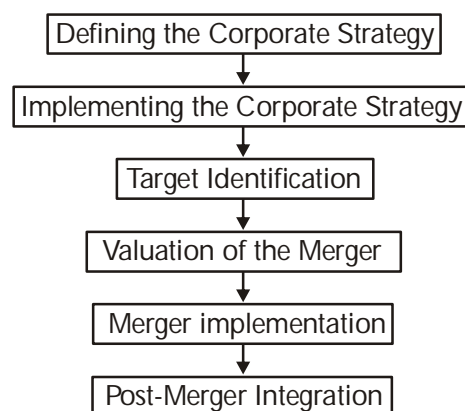 Defining the Corporate Strategy
Implementing the Corporate Strategy
Target Identification
Valuation of the Merger
Merger implementation
Post-Merger Integration